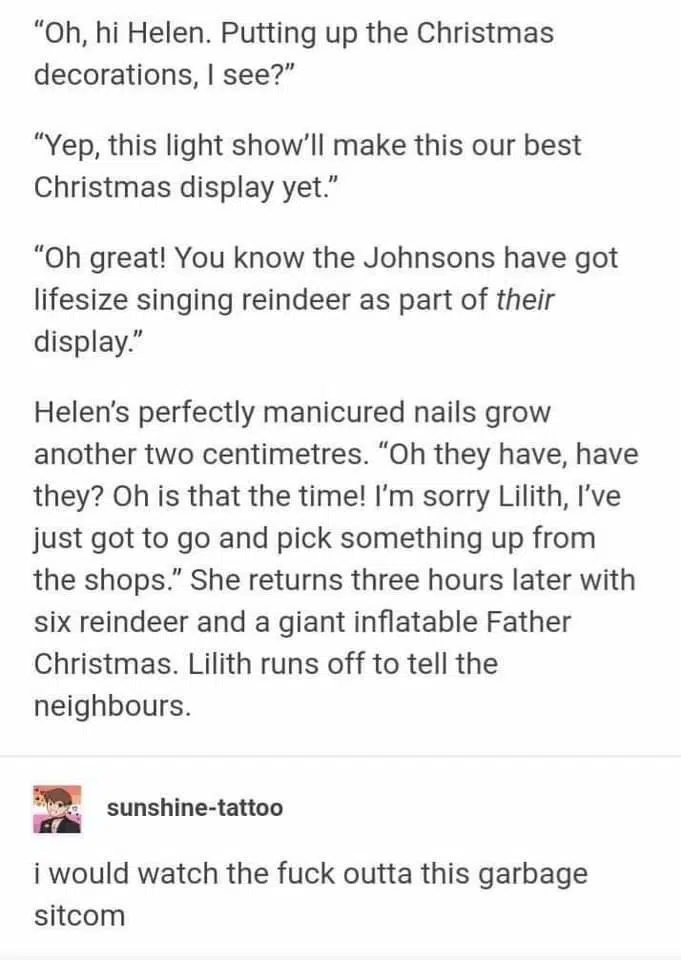 “Oh, hi Helen. Putting up the Christmas
decorations, I see?”
“Yep, this light show’ll make this our best
Christmas display yet.”
“Oh great! You know the Johnsons have got
lifesize singing reindeer as part of their
display.”
Helen’s perfectly manicured nails grow
another two centimetres. “Oh they have, have
they? Oh is that the time! I’m sorry Lilith, I’ve
just got to go and pick something up from
the shops.” She returns three hours later with
six reindeer and a giant inflatable Father
Christmas. Lilith runs off to tell the
neighbours.
sunshine-tattoo
i would watch the fuck outta this garbage
sitcom